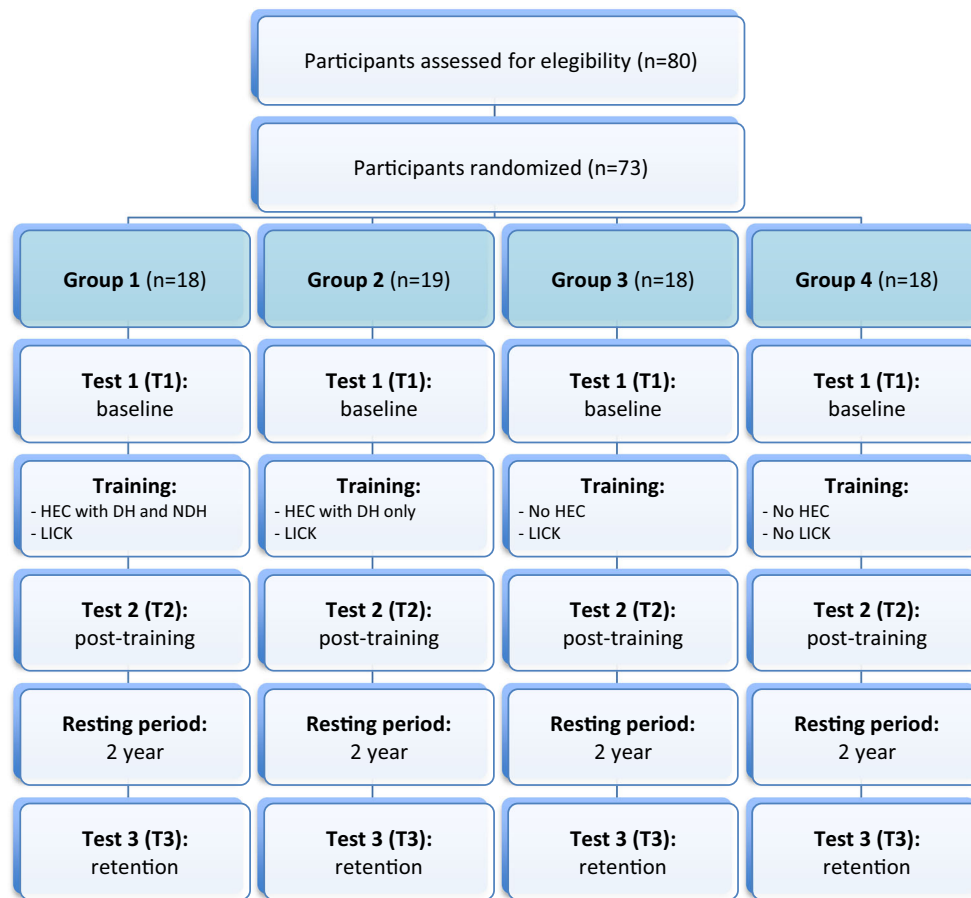 Participants assessed for elegibility (n=80)
Participants randomized (n=73)
Group 1 (n=18)
Group 2 (n=19)
Group 3 (n=18)
Group 4 (n=18)
Test 1 (T1):
baseline
Test 1 (T1):
baseline
Test 1 (T1):
baseline
Test 1 (T1):
baseline
Training:
- HEC with DH and NDH
- LICK
Training:
- HEC with DH only
- LICK
Training:
- No HEC
- LICK
Training:
- No HEC
- No LICK
Test 2 (T2):
post-training
Test 2 (T2):
post-training
Test 2 (T2):
post-training
Test 2 (T2):
post-training
Resting period:
2 year
Resting period:
2 year
Resting period:
2 year
Resting period:
2 year
Test 3 (T3):
retention
Test 3 (T3):
retention
Test 3 (T3):
retention
Test 3 (T3):
retention